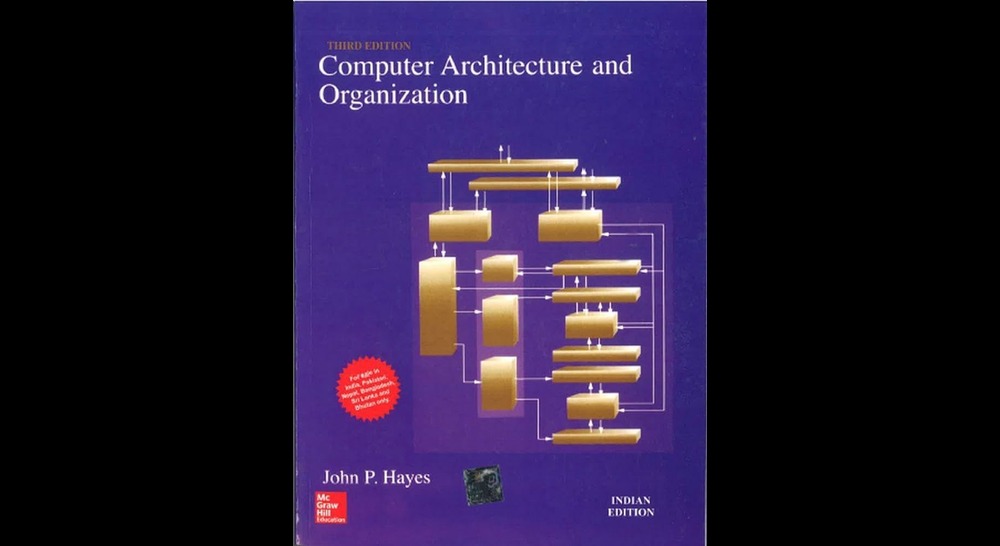 THIRD EDITION
Computer Architecture and
Organization
For sale in
India, Pakistan,
Nepal, Bangladesh,
Sri Lanka and
Bhutan only
John P. Hayes
Mc
Graw
Hill
Education
INDIAN
EDITION